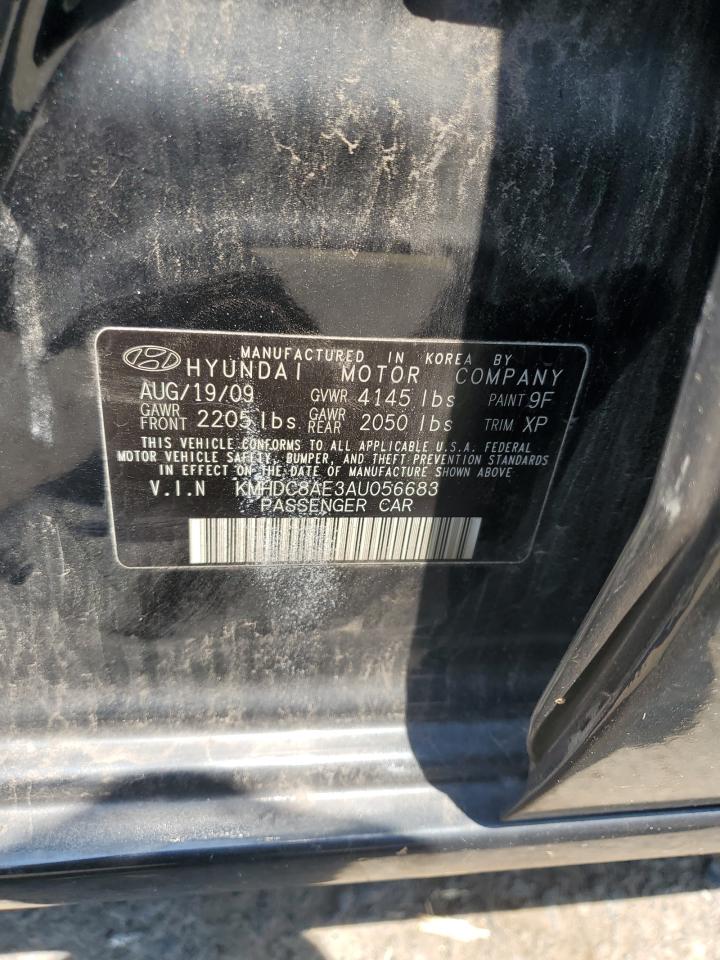 MANUFACTURED IN KOREA BY
HYUNDAI MOTOR COMPANY
AUG/19/09 GVWR 4145 lbs PAINT 9F
GAWR FRONT 2205 lbs GAWR REAR 2050 lbs TRIM XP
THIS VEHICLE CONFORMS TO ALL APPLICABLE U.S.A. FEDERAL
MOTOR VEHICLE SAFETY, BUMPER, AND THEFT PREVENTION STANDARDS
IN EFFECT ON THE DATE OF MANUFACTURE SHOWN ABOVE
V.I.N KMHDC8AE3AU056683
PASSENGER CAR